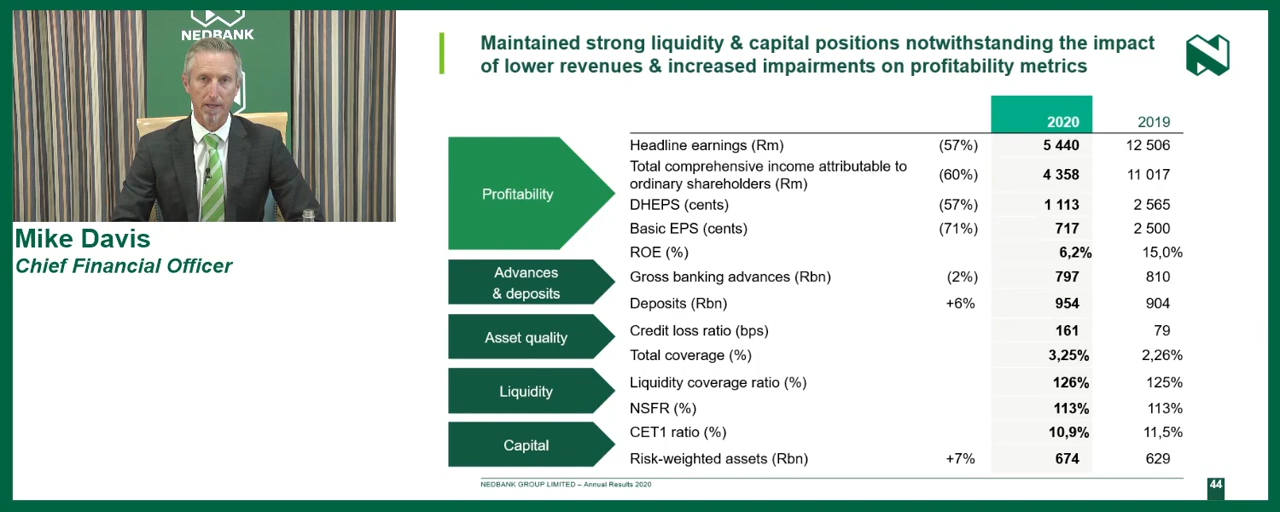 NEDBANK
Mike Davis
Chief Financial Officer
Maintained strong liquidity & capital positions notwithstanding the impact
of lower revenues & increased impairments on profitability metrics
2020 2019
Profitability
Headline earnings (Rm) (57%) 5 440 12 506
Total comprehensive income attributable to
ordinary shareholders (Rm) (60%) 4 358 11 017
DHEPS (cents) (57%) 1 113 2 565
Basic EPS (cents) (71%) 717 2 500
ROE (%) 6,2% 15,0%
Advances
& deposits
Gross banking advances (Rbn) (2%) 797 810
Deposits (Rbn) +6% 954 904
Asset quality
Credit loss ratio (bps) 161 79
Total coverage (%) 3,25% 2,26%
Liquidity
Liquidity coverage ratio (%) 126% 125%
NSFR (%) 113% 113%
Capital
CET1 ratio (%) 10,9% 11,5%
Risk-weighted assets (Rbn) +7% 674 629
NEDBANK GROUP LIMITED – Annual Results 2020 44